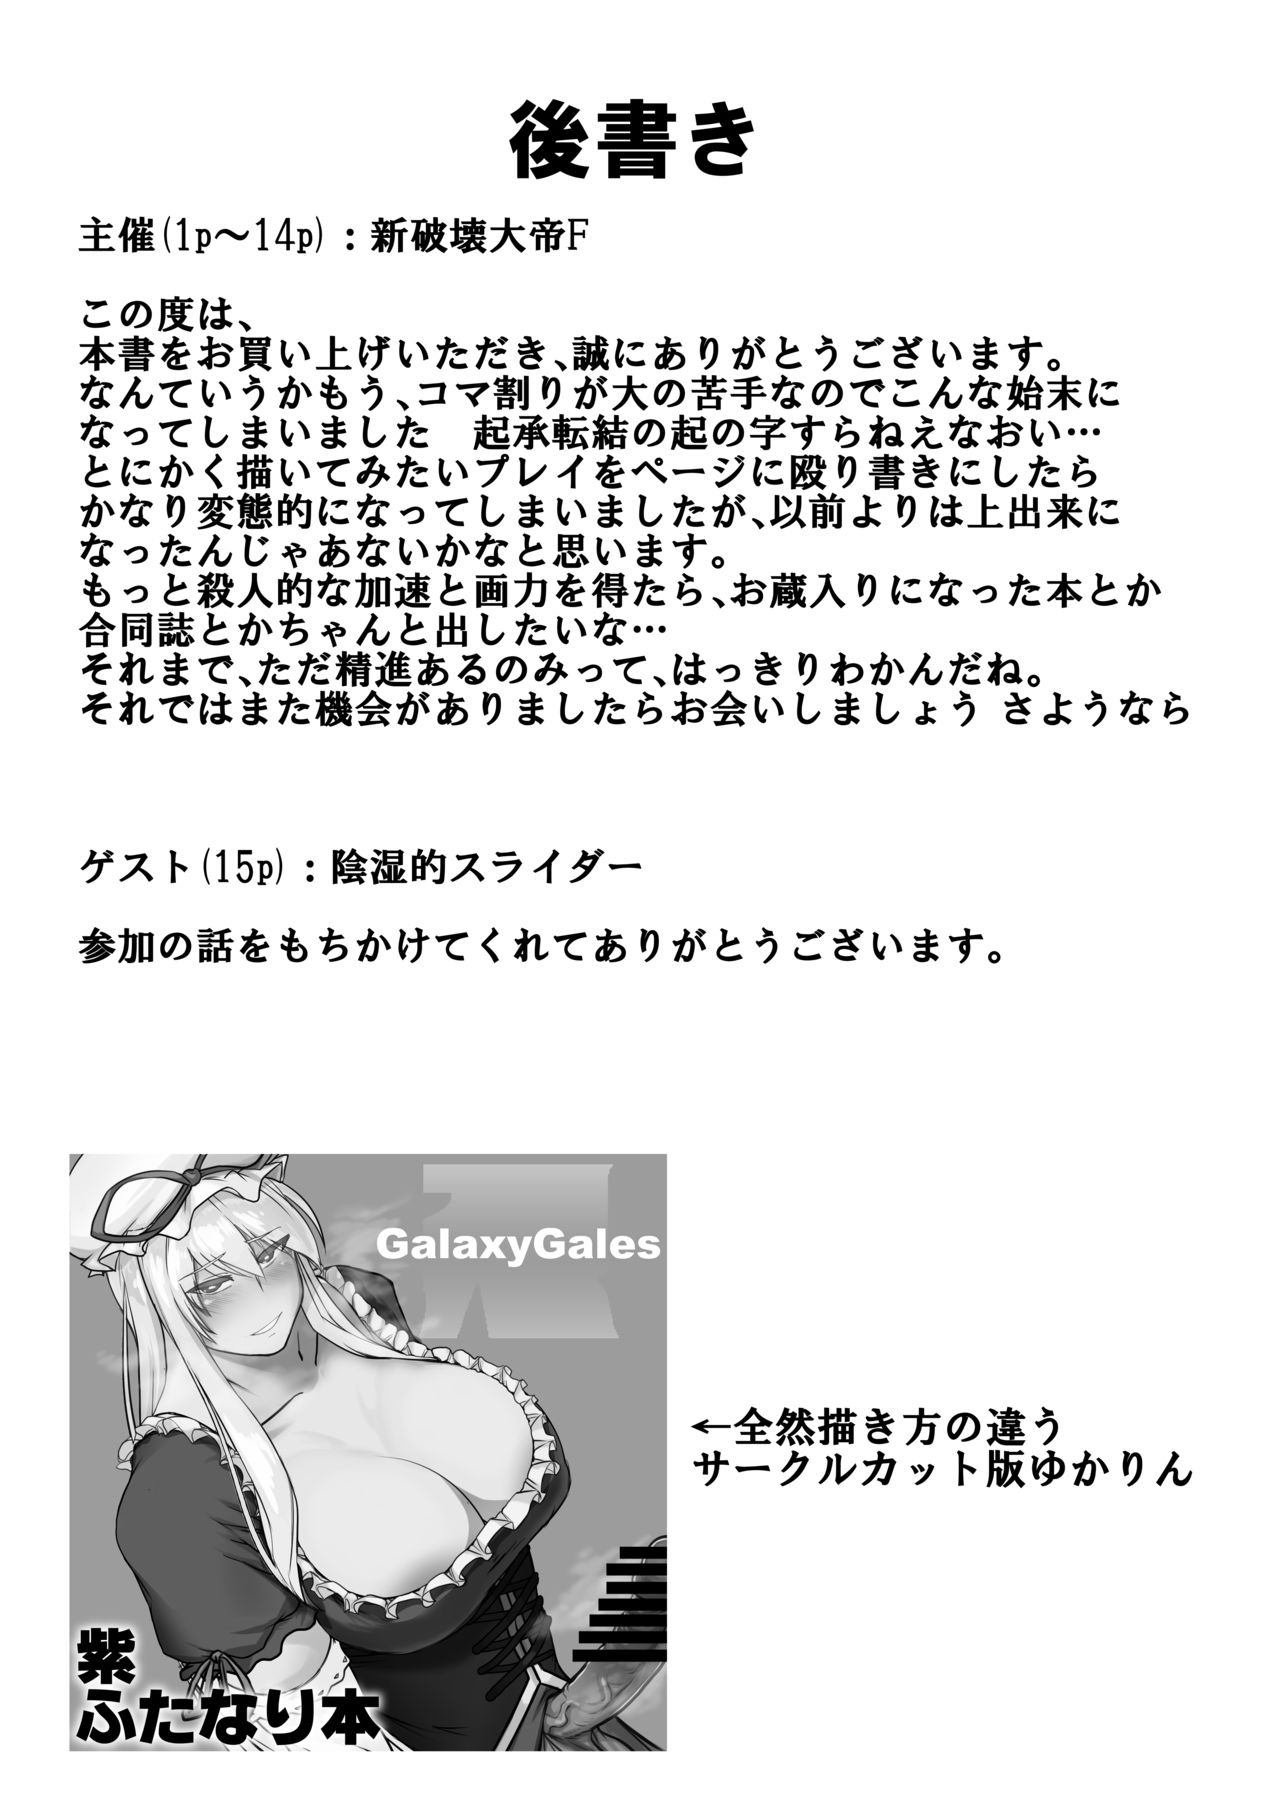 後書き
主催(1p～14p)：新破壊大帝F
この度は、
本書をお買い上げいただき、誠にありがとうございます。
なんていうかもう、コマ割りが大の苦手なのでこんな始末に
なってしまいました　起承転結の起の字すらねえなおい…
とにかく描いてみたいプレイをページに殴り書きにしたら
かなり変態的になってしまいましたが、以前よりは上出来に
なったんじゃあないかなと思います。
もっと殺人的な加速と画力を得たら、お蔵入りになった本とか
合同誌とかちゃんと出したいな…
それまで、ただ精進あるのみって、はっきりわかんだね。
それではまた機会がありましたらお会いしましょう さようなら
ゲスト(15p)：陰湿的スライダー
参加の話をもちかけてくれてありがとうございます。
GalaxyGales
←全然描き方の違う
サークルカット版ゆかりん
紫
ふたなり本